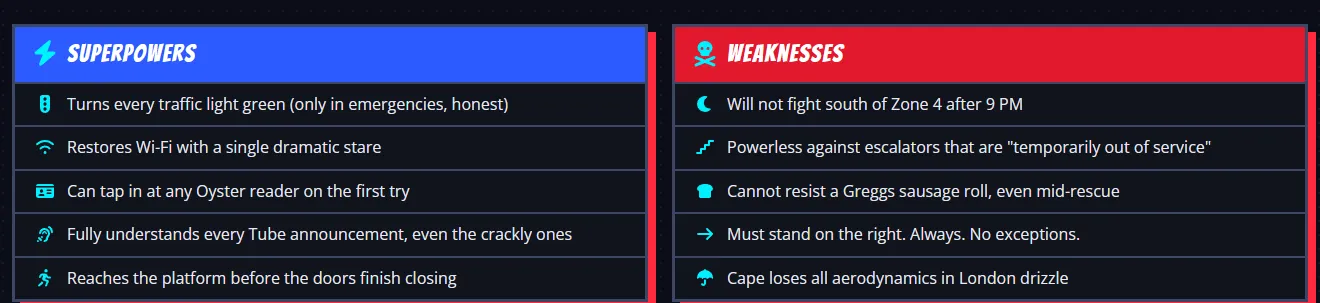 SUPERPOWERS
Turns every traffic light green (only in emergencies, honest)
Restores Wi-Fi with a single dramatic stare
Can tap in at any Oyster reader on the first try
Fully understands every Tube announcement, even the crackly ones
Reaches the platform before the doors finish closing
WEAKNESSES
Will not fight south of Zone 4 after 9 PM
Powerless against escalators that are "temporarily out of service"
Cannot resist a Greggs sausage roll, even mid-rescue
Must stand on the right. Always. No exceptions.
Cape loses all aerodynamics in London drizzle